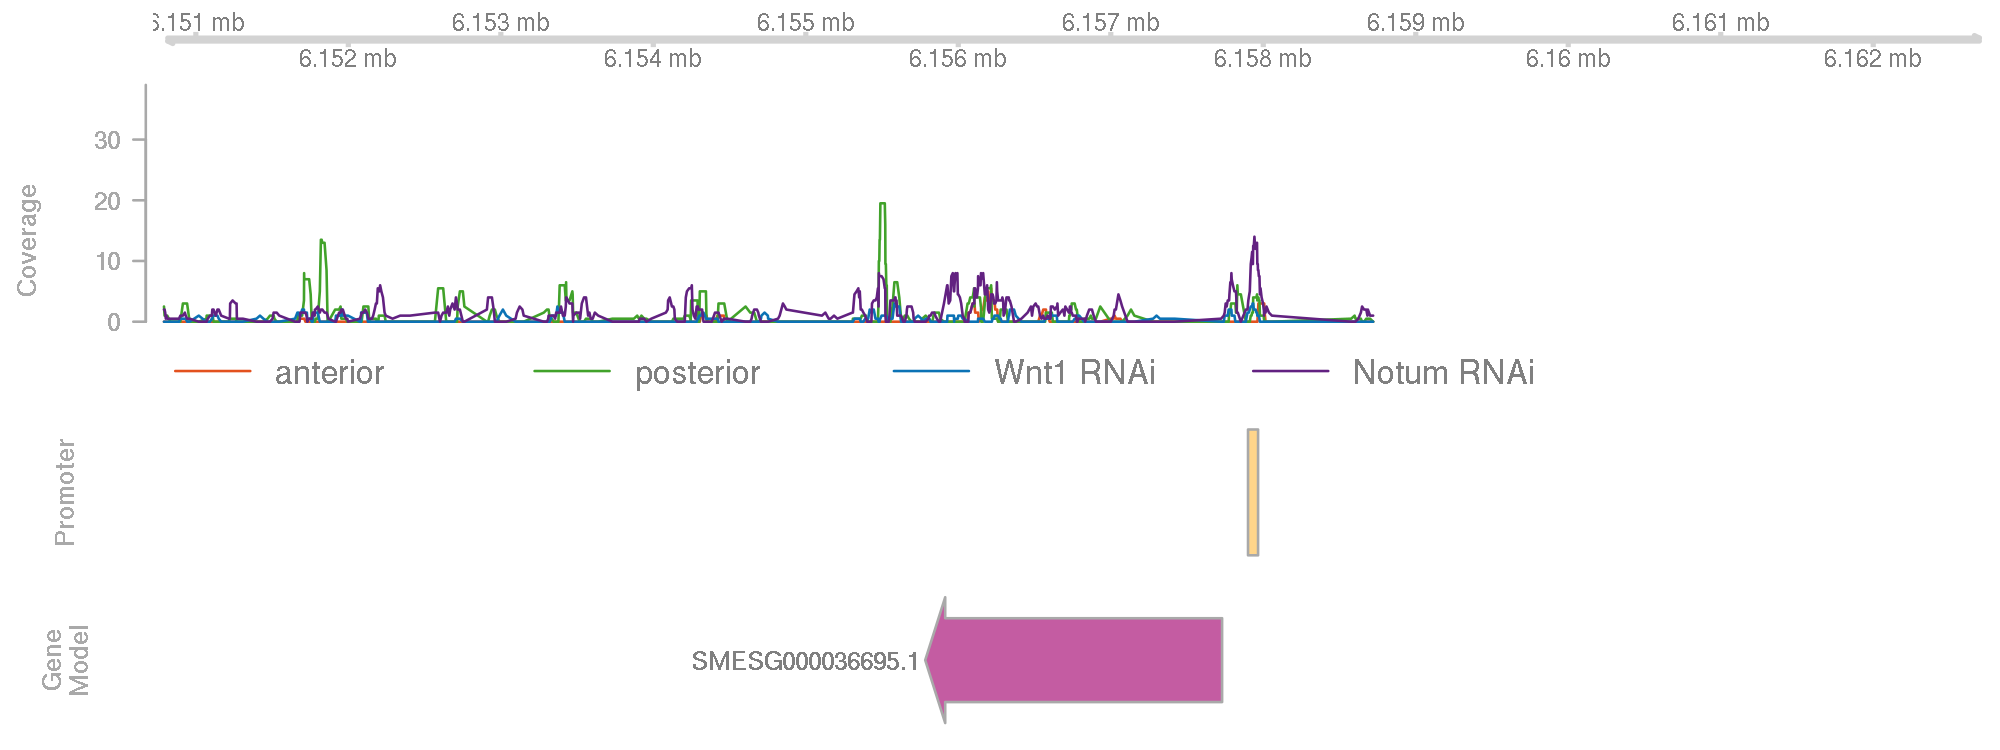 6.151 mb 6.153 mb 6.155 mb 6.157 mb 6.159 mb 6.161 mb
6.152 mb 6.154 mb 6.156 mb 6.158 mb 6.16 mb 6.162 mb
Coverage
30
20
10
0
anterior posterior Wnt1 RNAi Notum RNAi
Promoter
Gene
Model
SMESG000036695.1